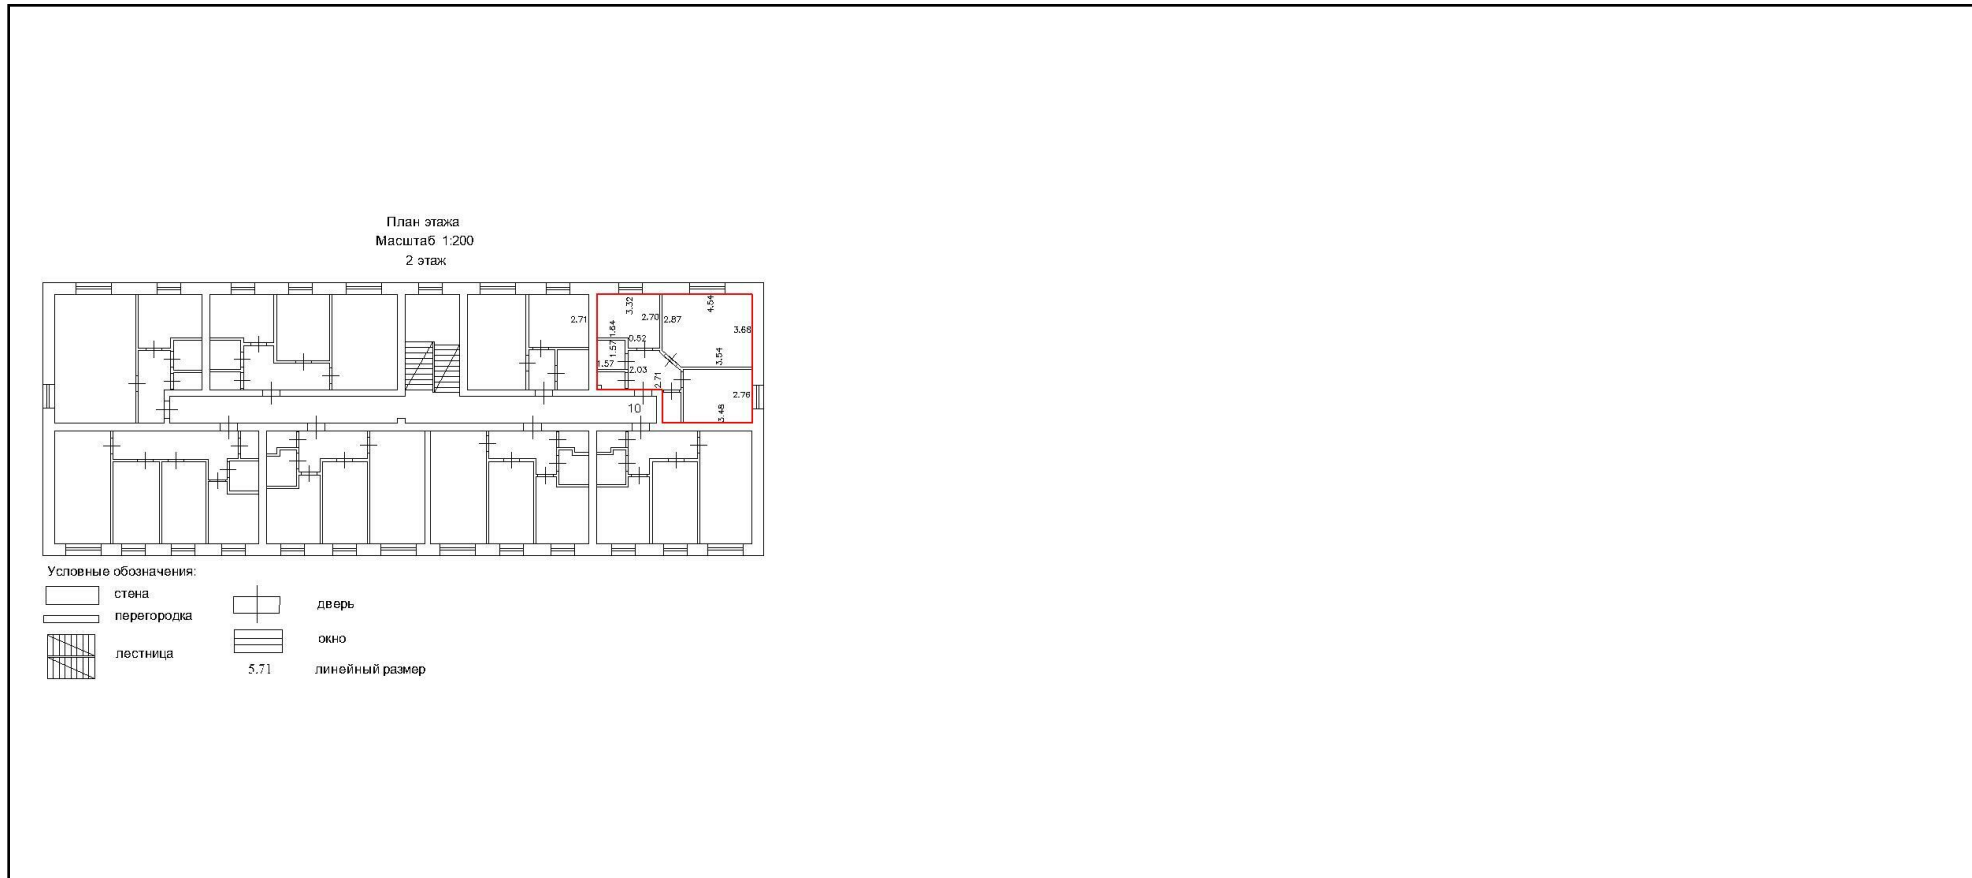 План этажа
Масштаб 1:200
2 этаж
3.32
4.54
2.71
1.64
2.70
2.87
3.66
0.52
1.57
3.54
1.57
2.03
2.71
2.76
10
3.48
Условные обозначения:
стена
дверь
перегородка
окно
лестница
5.71
линейный размер